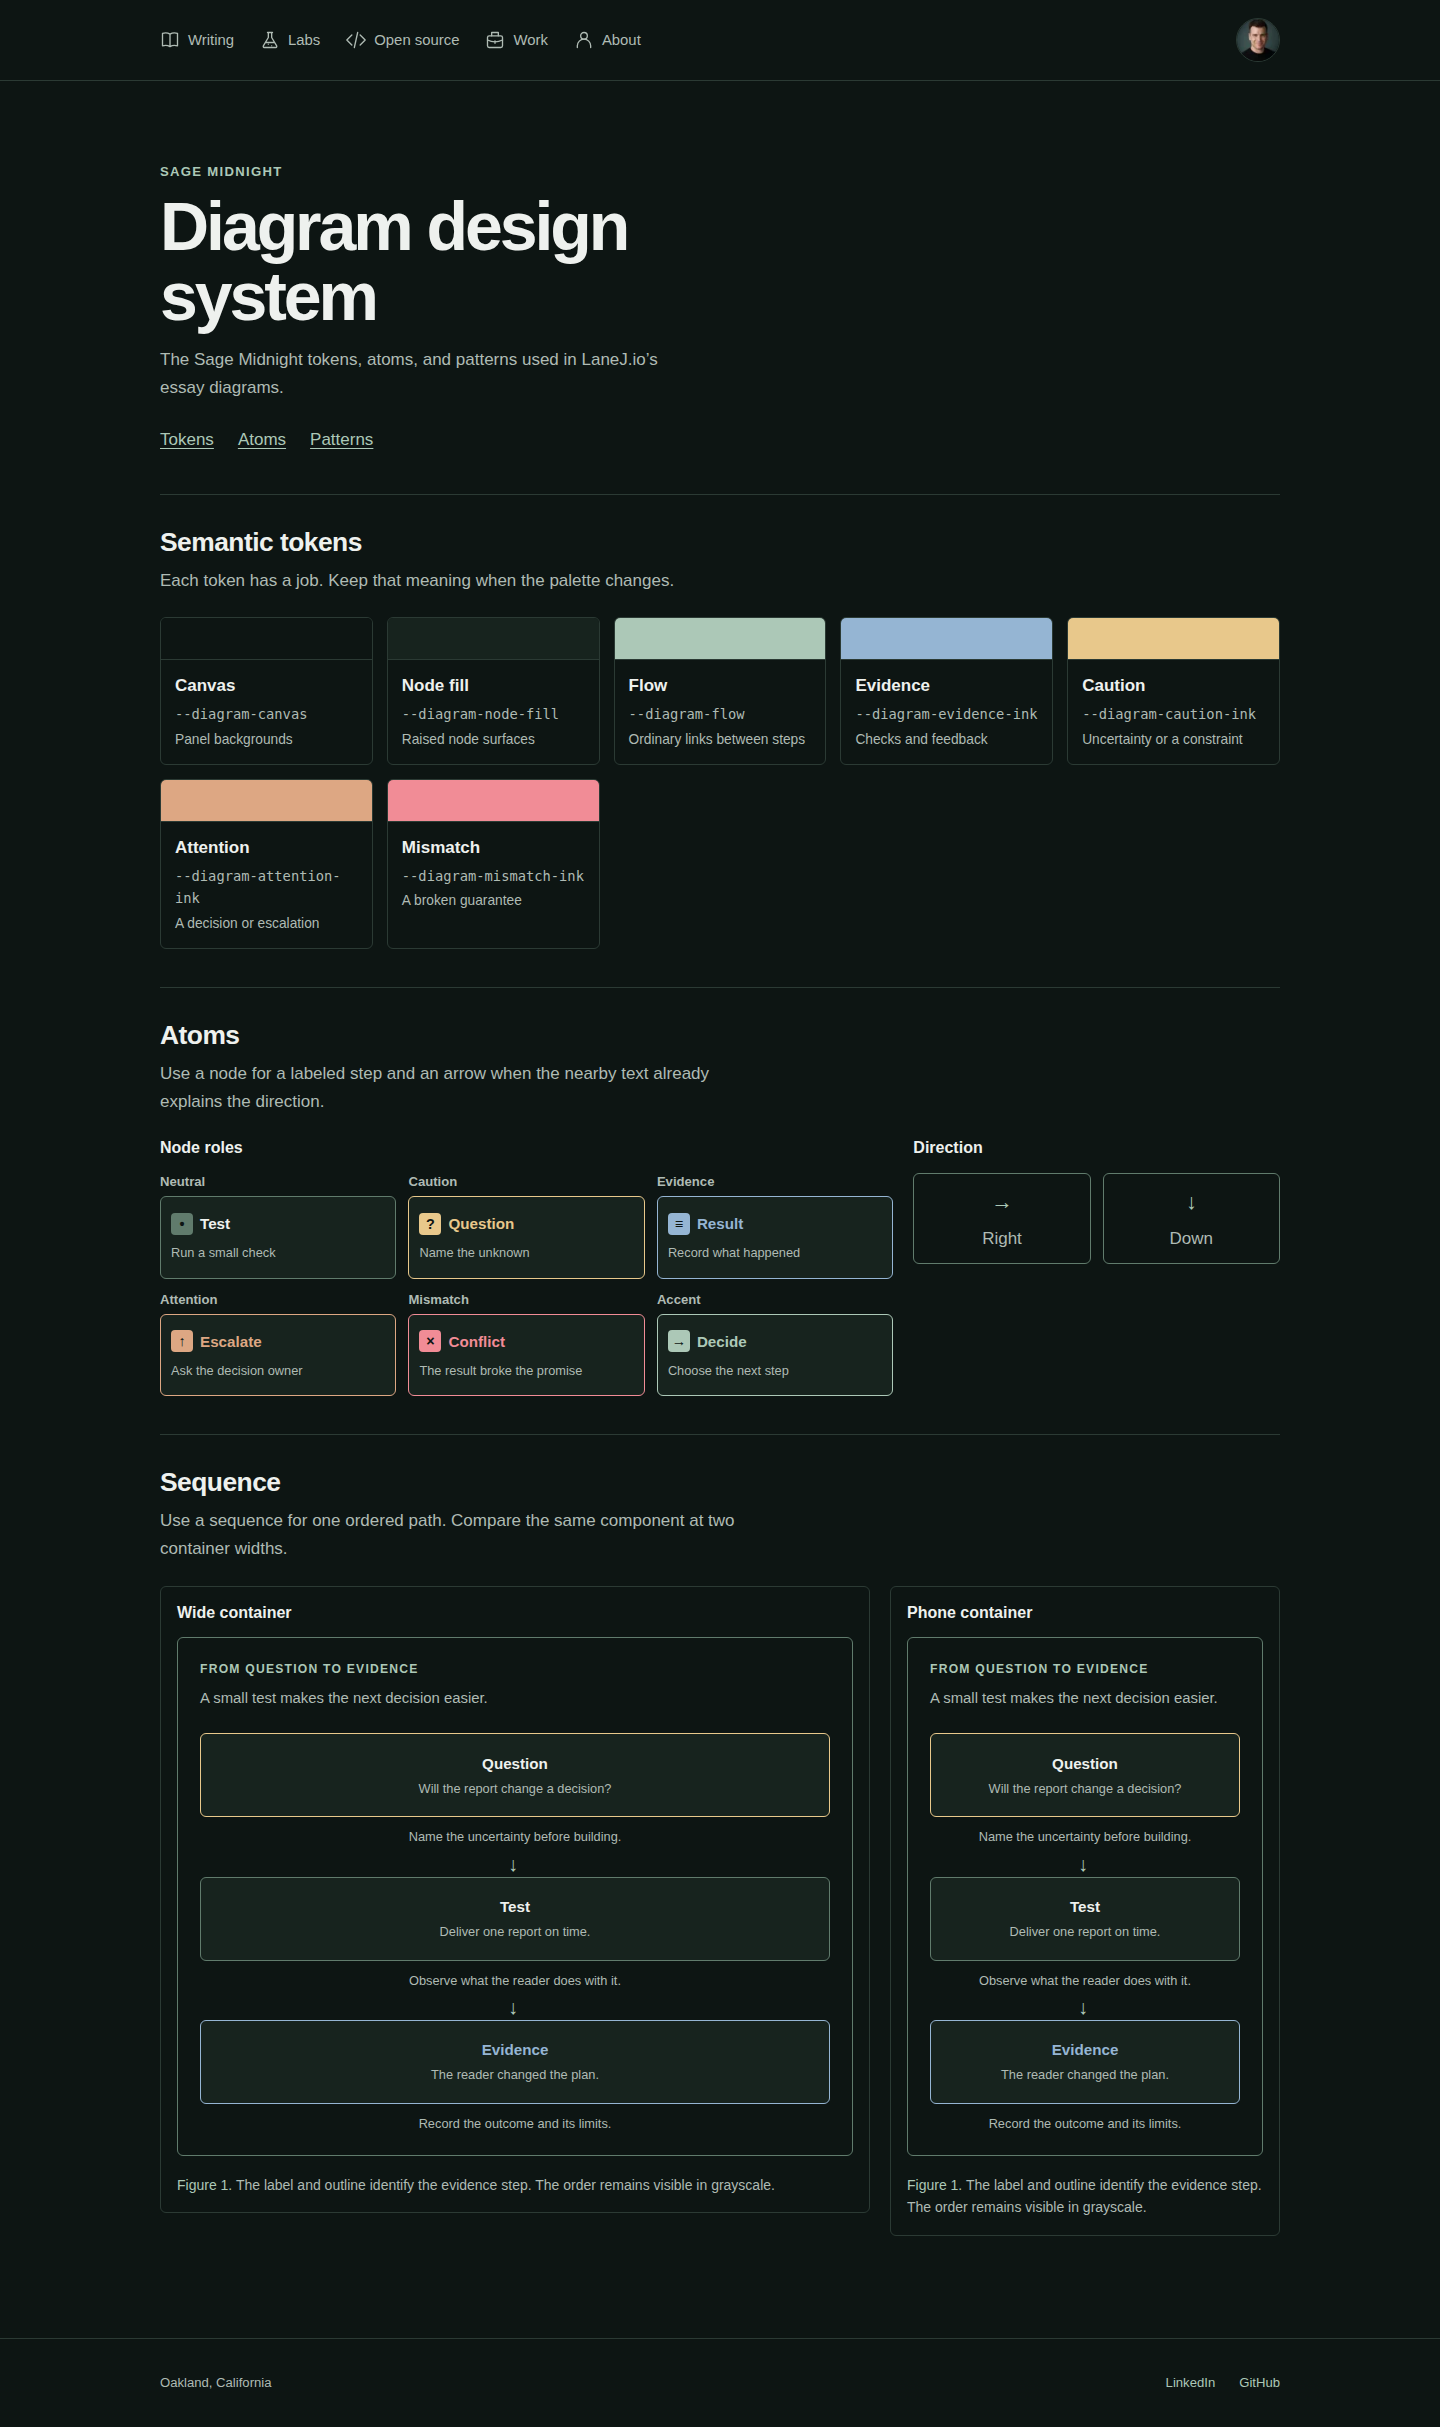 Writing
Labs
Open source
Work
About
SAGE MIDNIGHT
Diagram design
system
The Sage Midnight tokens, atoms, and patterns used in LaneJ.io’s
essay diagrams.
Tokens
Atoms
Patterns
Semantic tokens
Each token has a job. Keep that meaning when the palette changes.
Canvas
--diagram-canvas
Panel backgrounds
Node fill
--diagram-node-fill
Raised node surfaces
Flow
--diagram-flow
Ordinary links between steps
Evidence
--diagram-evidence-ink
Checks and feedback
Caution
--diagram-caution-ink
Uncertainty or a constraint
Attention
--diagram-attention-
ink
A decision or escalation
Mismatch
--diagram-mismatch-ink
A broken guarantee
Atoms
Use a node for a labeled step and an arrow when the nearby text already
explains the direction.
Node roles
Neutral
• Test
Run a small check
Caution
? Question
Name the unknown
Evidence
≡ Result
Record what happened
Attention
↑ Escalate
Ask the decision owner
Mismatch
× Conflict
The result broke the promise
Accent
→ Decide
Choose the next step
Direction
→
Right
↓
Down
Sequence
Use a sequence for one ordered path. Compare the same component at two
container widths.
Wide container
FROM QUESTION TO EVIDENCE
A small test makes the next decision easier.
Question
Will the report change a decision?
Name the uncertainty before building.
↓
Test
Deliver one report on time.
Observe what the reader does with it.
↓
Evidence
The reader changed the plan.
Record the outcome and its limits.
Figure 1. The label and outline identify the evidence step. The order remains visible in grayscale.
Phone container
FROM QUESTION TO EVIDENCE
A small test makes the next decision easier.
Question
Will the report change a decision?
Name the uncertainty before building.
↓
Test
Deliver one report on time.
Observe what the reader does with it.
↓
Evidence
The reader changed the plan.
Record the outcome and its limits.
Figure 1. The label and outline identify the evidence step.
The order remains visible in grayscale.
Oakland, California
LinkedIn
GitHub